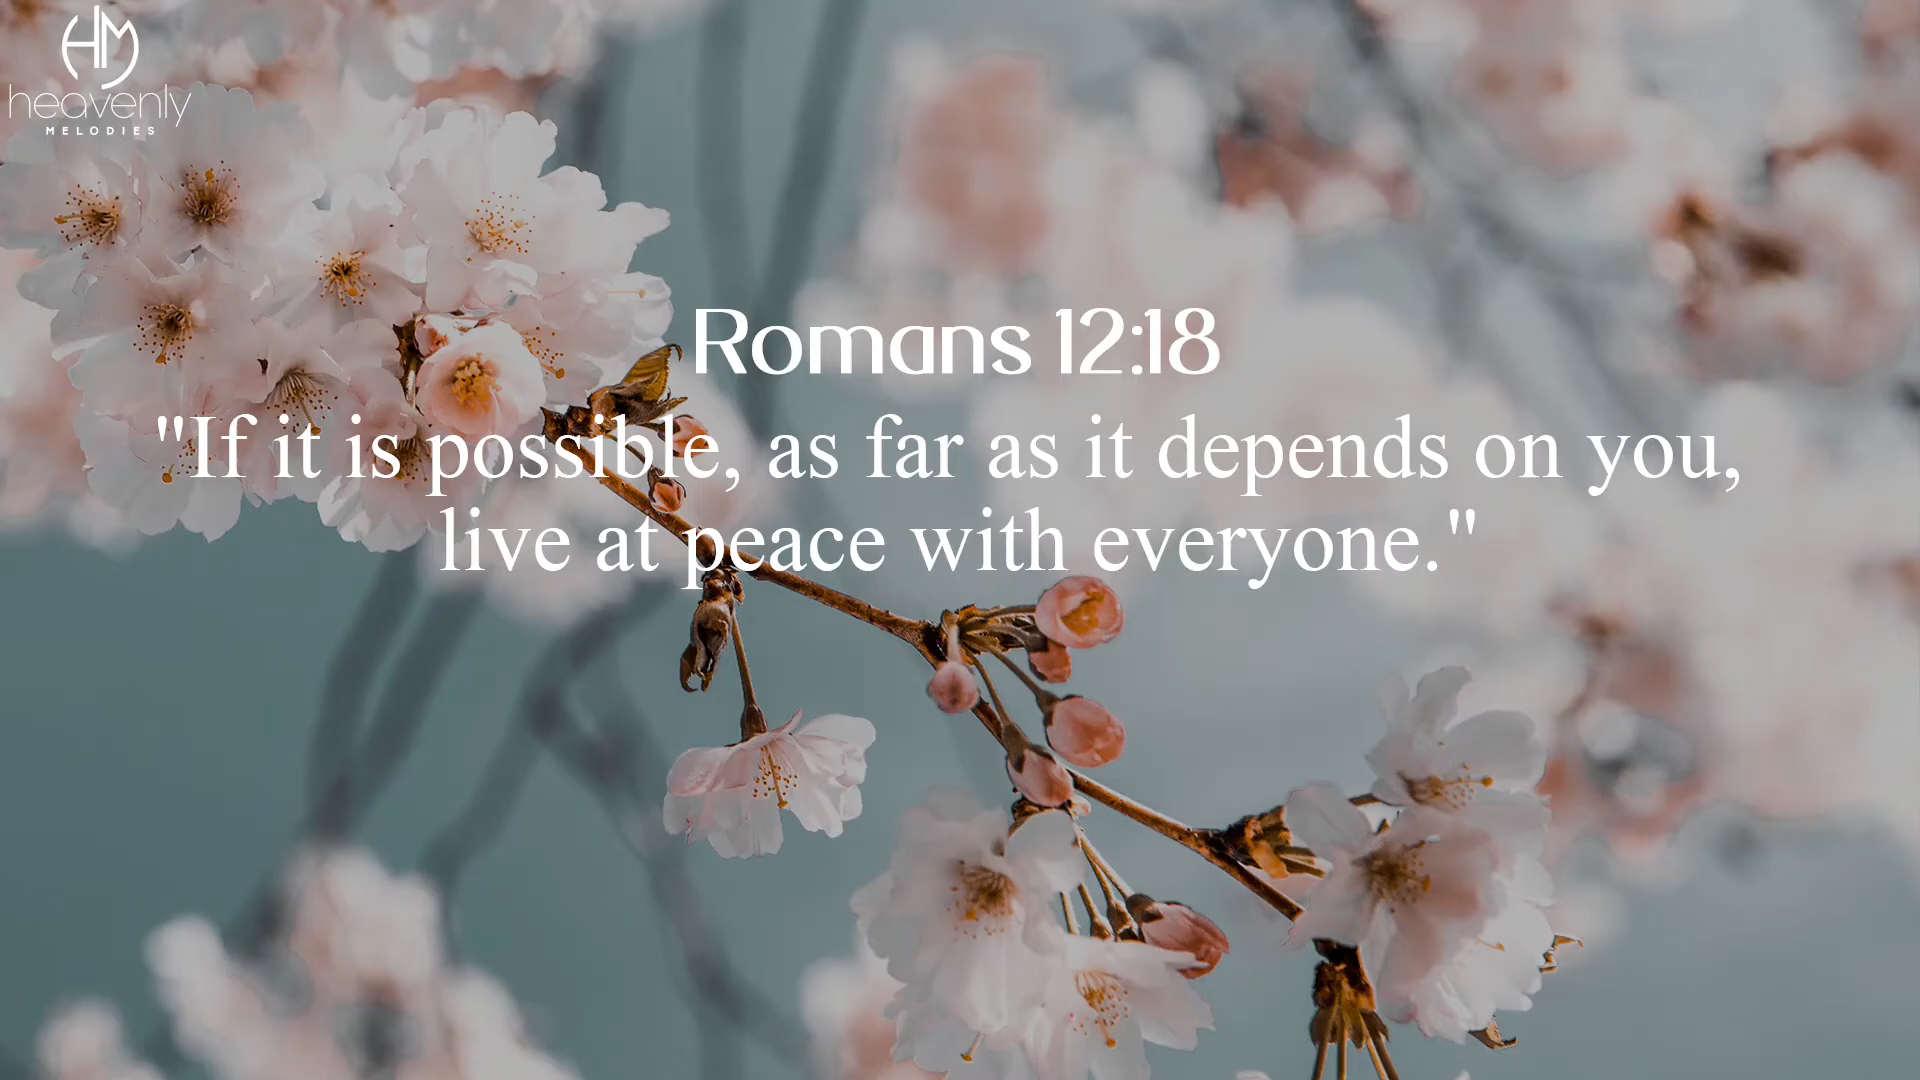 HM
heavenly
MELODIES
Romans 12:18
"If it is possible, as far as it depends on you,
live at peace with everyone."